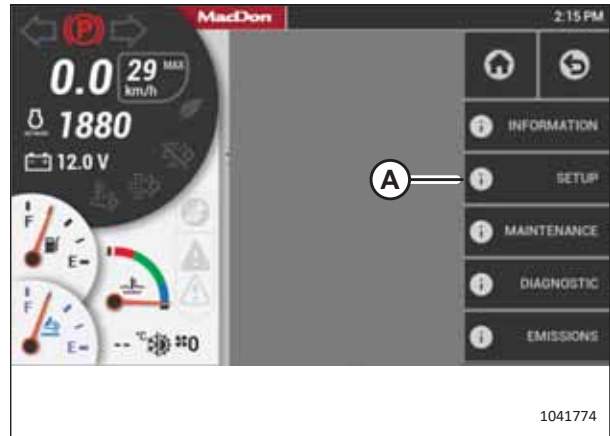 MacDon
2:15 PM
P
0.0 29 MAX km/h
1880
12.0 V
INFORMATION
A
SETUP
MAINTENANCE
DIAGNOSTIC
EMISSIONS
F
E
F
E
-- °C 0
1041774